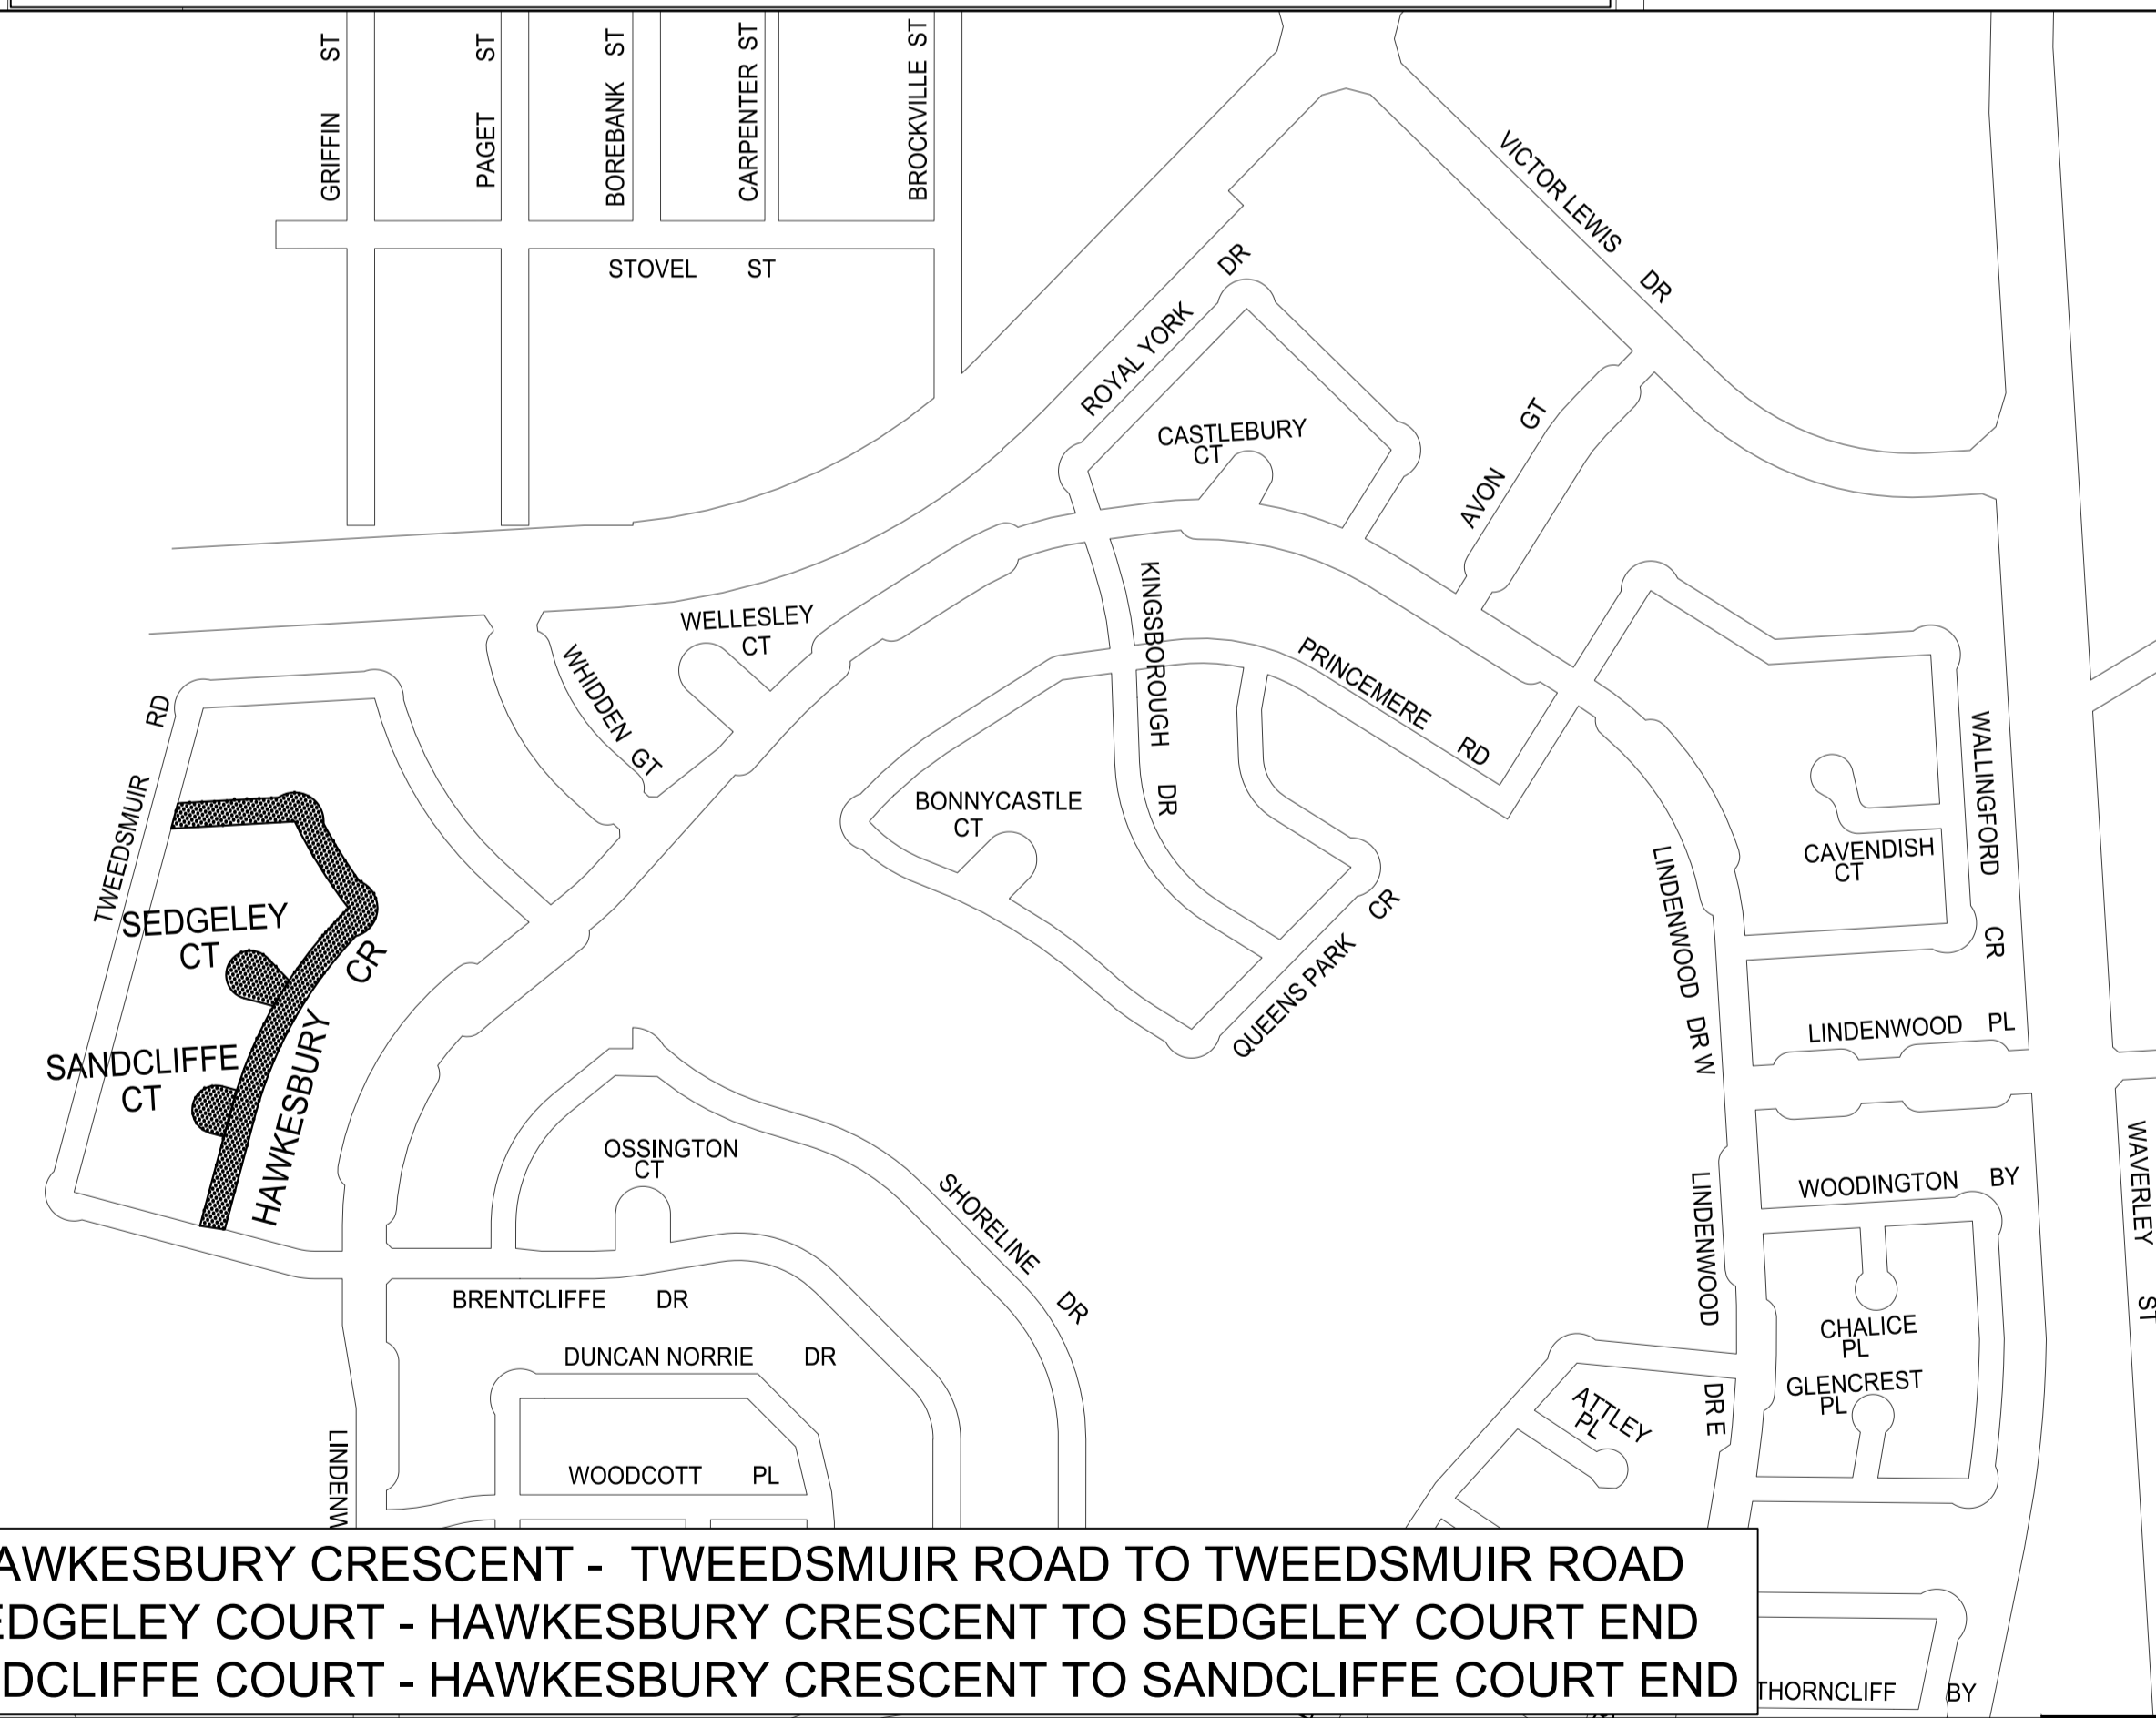 GRIFFIN ST
PAGET ST
BOREBANK ST
CARPENTER ST
BROCKVILLE ST
STOVEL ST
VICTOR LEWIS DR
ROYAL YORK DR
CASTLEBURY
CT
AVON GT
WELLESLEY
CT
WHIDDEN GT
KINGSBOROUGH DR
PRINCEMERE RD
TWEEDSMUIR RD
BONNYCASTLE
CT
QUEENS PARK CR
WALLINGFORD CR
CAVENDISH
CT
LINDENWOOD DR W
SEDGELEY
CT
HAWKESBURY CR
SANDCLIFFE
CT
LINDENWOOD PL
OSSINGTON
CT
SHORELINE DR
WOODINGTON BY
WAVERLEY ST
LINDENWOOD DR E
BRENTCLIFFE DR
DUNCAN NORRIE DR
CHALICE
PL
GLENCREST
PL
ATTLEY
PL
WOODCOTT PL
LINDENW
AWKESBURY CRESCENT - TWEEDSMUIR ROAD TO TWEEDSMUIR ROAD
EDGELEY COURT - HAWKESBURY CRESCENT TO SEDGELEY COURT END
DCLIFFE COURT - HAWKESBURY CRESCENT TO SANDCLIFFE COURT END
THORNCLIFF BY